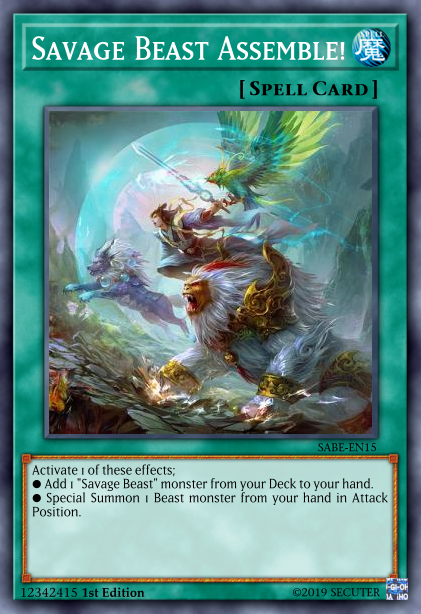 SAVAGE BEAST ASSEMBLE!
魔
[ SPELL CARD ]
SABE-EN15
Activate 1 of these effects;
● Add 1 "Savage Beast" monster from your Deck to your hand.
● Special Summon 1 Beast monster from your hand in Attack
Position.
12342415 1st Edition
©2019 SECUTER